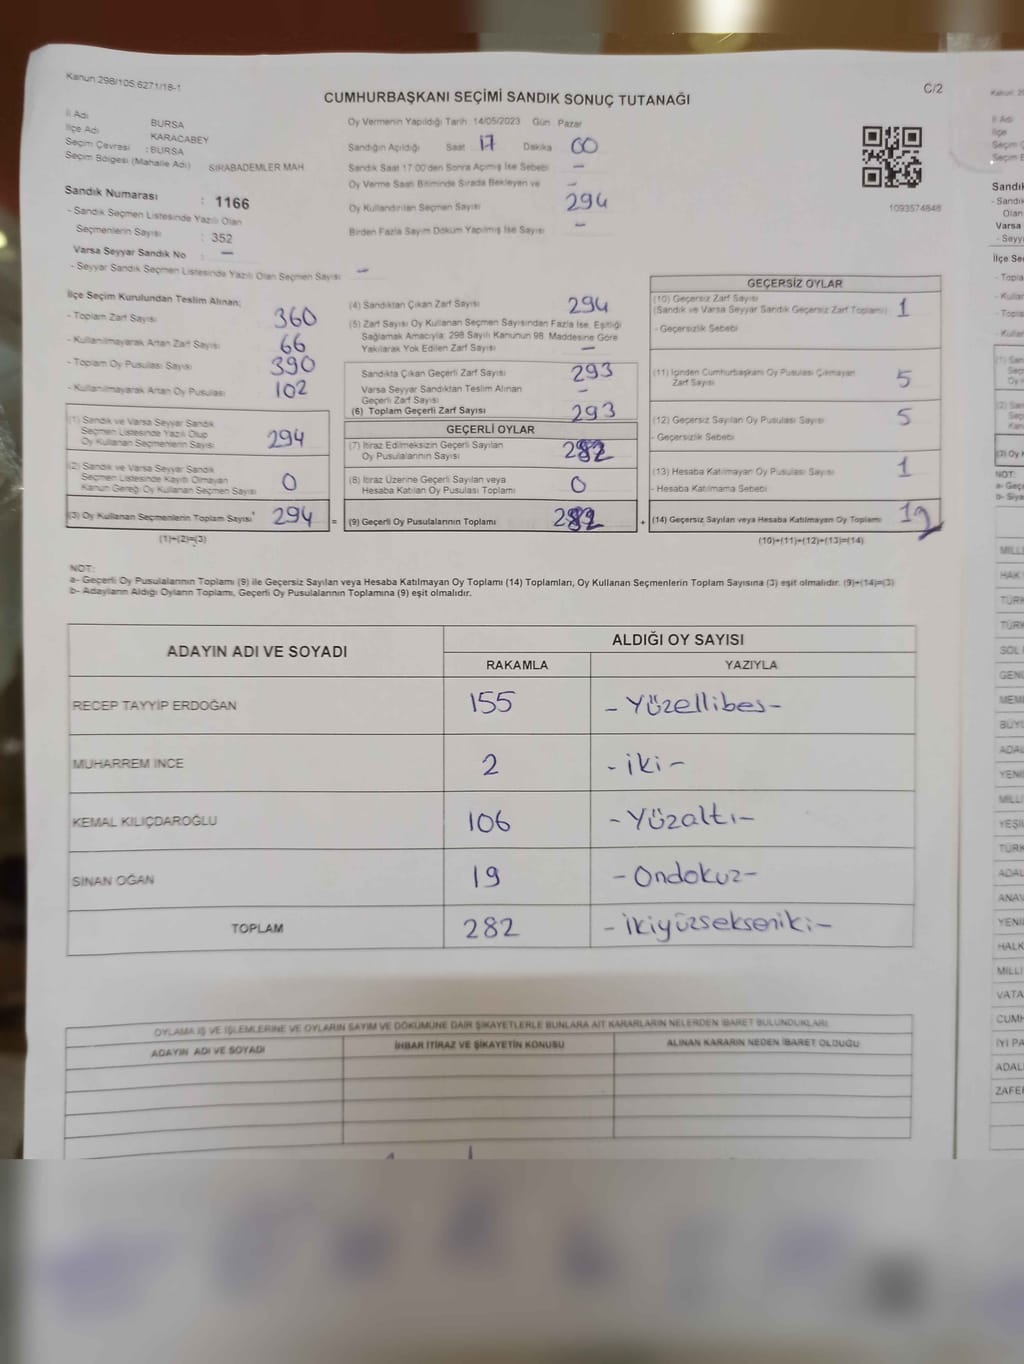 Kanun:298/105.6271/18-1
C/2
CUMHURBAŞKANI SEÇİMİ SANDIK SONUÇ TUTANAĞI
İl Adı : BURSA
İlçe Adı : KARACABEY
Seçim Çevresi : BURSA
Seçim Bölgesi (Mahalle Adı) SIRABADEMLER MAH.
Sandık Numarası : 1166
- Sandık Seçmen Listesinde Yazılı Olan
Seçmenlerin Sayısı : 352
Varsa Seyyar Sandık No : -
- Seyyar Sandık Seçmen Listesinde Yazılı Olan Seçmen Sayısı -
Oy Vermenin Yapıldığı Tarih :14/05/2023 Gün : Pazar
Sandığın Açıldığı Saat 17 Dakika 00
Sandık Saat 17:00'den Sonra Açılmış İse Sebebi -
Oy Verme Saati Bitiminde Sırada Bekleyen ve -
Oy Kullandırılan Seçmen Sayısı 294
Birden Fazla Sayım Döküm Yapılmış İse Sayısı -
1093574848
İlçe Seçim Kurulundan Teslim Alınan;
- Toplam Zarf Sayısı 360
- Kullanılmayarak Artan Zarf Sayısı 66
- Toplam Oy Pusulası Sayısı 390
- Kullanılmayarak Artan Oy Pusulası 102
(1) Sandık ve Varsa Seyyar Sandık
Seçmen Listesinde Yazılı Olup
Oy Kullanan Seçmenlerin Sayısı 294
(2) Sandık ve Varsa Seyyar Sandık
Seçmen Listesinde Kaydı Olmayan
Kanun Gereği Oy Kullanan Seçmen Sayısı 0
(3) Oy Kullanan Seçmenlerin Toplam Sayısı 294
(1)+(2)=(3)
(4) Sandıktan Çıkan Zarf Sayısı 294
(5) Zarf Sayısı Oy Kullanan Seçmen Sayısından Fazla İse, Eşitliği
Sağlamak Amacıyla; 298 Sayılı Kanunun 98. Maddesine Göre
Yakılarak Yok Edilen Zarf Sayısı -
Sandıkta Çıkan Geçerli Zarf Sayısı 293
Varsa Seyyar Sandıktan Teslim Alınan
Geçerli Zarf Sayısı -
(6) Toplam Geçerli Zarf Sayısı 293
GEÇERLİ OYLAR
(7) İtiraz Edilmeksizin Geçerli Sayılan
Oy Pusulalarının Sayısı 282
(8) İtiraz Üzerine Geçerli Sayılan veya
Hesaba Katılan Oy Pusulası Toplamı 0
= (9) Geçerli Oy Pusulalarının Toplamı 282
GEÇERSİZ OYLAR
(10) Geçersiz Zarf Sayısı
(Sandık ve Varsa Seyyar Sandık Geçersiz Zarf Toplamı) 1
- Geçersizlik Sebebi
(11) İçinden Cumhurbaşkanı Oy Pusulası Çıkmayan
Zarf Sayısı 5
(12) Geçersiz Sayılan Oy Pusulası Sayısı 5
- Geçersizlik Sebebi
(13) Hesaba Katılmayan Oy Pusulası Sayısı 1
- Hesaba Katılmama Sebebi
+ (14) Geçersiz Sayılan veya Hesaba Katılmayan Oy Toplamı 12
(10)+(11)+(12)+(13)=(14)
NOT:
a- Geçerli Oy Pusulalarının Toplamı (9) ile Geçersiz Sayılan veya Hesaba Katılmayan Oy Toplamı (14) Toplamları, Oy Kullanan Seçmenlerin Toplam Sayısına (3) eşit olmalıdır. (9)+(14)=(3)
b- Adayların Aldığı Oyların Toplamı, Geçerli Oy Pusulalarının Toplamına (9) eşit olmalıdır.
ADAYIN ADI VE SOYADI
ALDIĞI OY SAYISI
RAKAMLA YAZIYLA
RECEP TAYYİP ERDOĞAN 155 - Yüzellibes -
MUHARREM İNCE 2 - iki -
KEMAL KILIÇDAROĞLU 106 - Yüzaltı -
SİNAN OĞAN 19 - Ondokuz -
TOPLAM 282 - ikiyüzsekseniki -
OYLAMA İŞ VE İŞLEMLERİNE VE OYLARIN SAYIM VE DÖKÜMÜNE DAİR ŞİKAYETLERLE BUNLARA AİT KARARLARIN NELERDEN İBARET BULUNDUKLARI
ADAYIN ADI VE SOYADI
İHBAR İTİRAZ VE ŞİKAYETİN KONUSU
ALINAN KARARIN NEDEN İBARET OLDUĞU